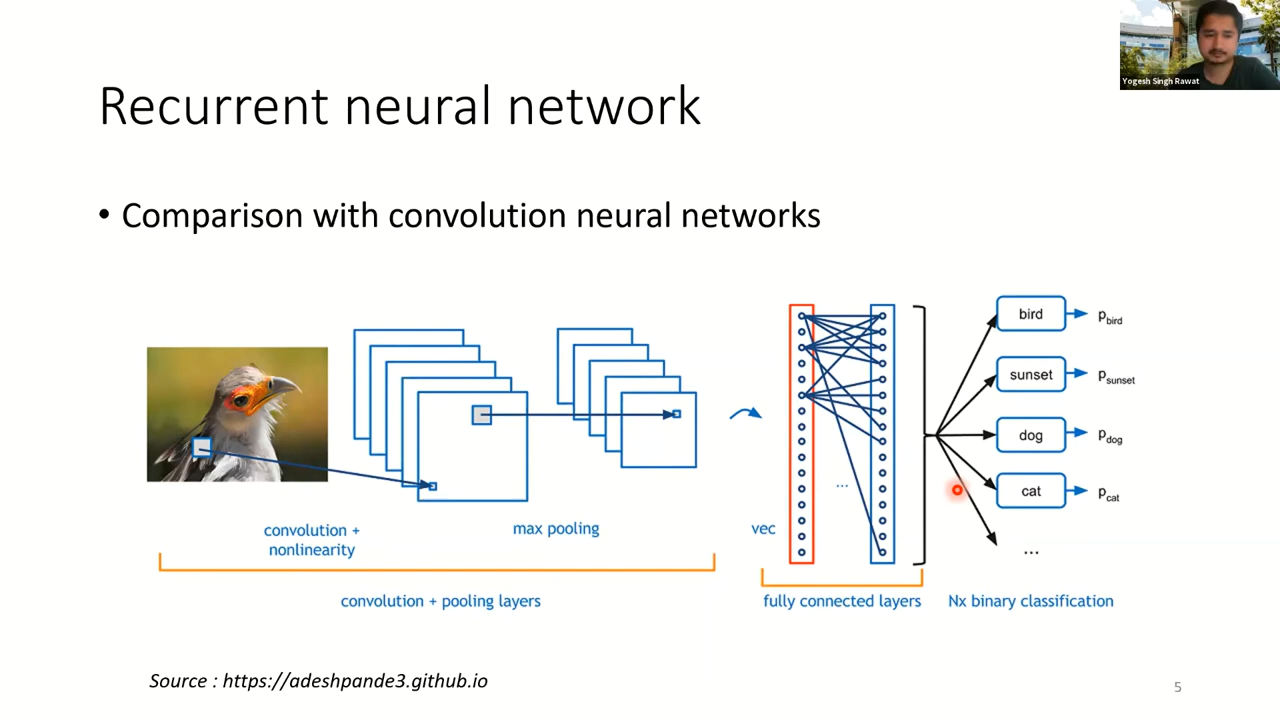 Yogesh Singh Rawat
Recurrent neural network
• Comparison with convolution neural networks
bird
p_bird
sunset
p_sunset
dog
p_dog
cat
p_cat
...
...
convolution +
nonlinearity
max pooling
vec
convolution + pooling layers
fully connected layers
Nx binary classification
Source : https://adeshpande3.github.io
5